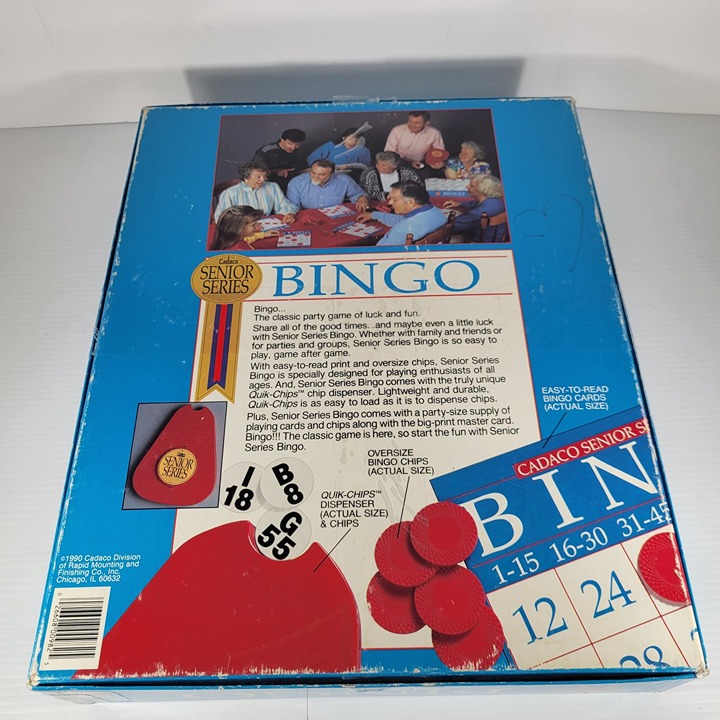 BINGO
Cadaco
SENIOR
SERIES
BINGO
Bingo...
The classic party game of luck and fun.
Share all of the good times...and maybe even a little luck
with Senior Series Bingo. Whether with family and friends or
for parties and groups, Senior Series Bingo is so easy to
play, game after game.
With easy-to-read print and oversize chips, Senior Series
Bingo is specially designed for playing enthusiasts of all
ages. And, Senior Series Bingo comes with the truly unique
Quik-Chips™ chip dispenser. Lightweight and durable,
Quik-Chips is as easy to load as it is to dispense chips.
Plus, Senior Series Bingo comes with a party-size supply of
playing cards and chips along with the big-print master card.
Bingo!!! The classic game is here, so start the fun with Senior
Series Bingo.
EASY-TO-READ
BINGO CARDS
(ACTUAL SIZE)
OVERSIZE
BINGO CHIPS
(ACTUAL SIZE)
SENIOR
SERIES
I
18
B
8
G
55
QUIK-CHIPS™
DISPENSER
(ACTUAL SIZE)
& CHIPS
CADACO SENIOR S
BIN
1-15 16-30 31-45
12 24
28
©1990 Cadaco Division
of Rapid Mounting and
Finishing Co., Inc.
Chicago, IL 60632